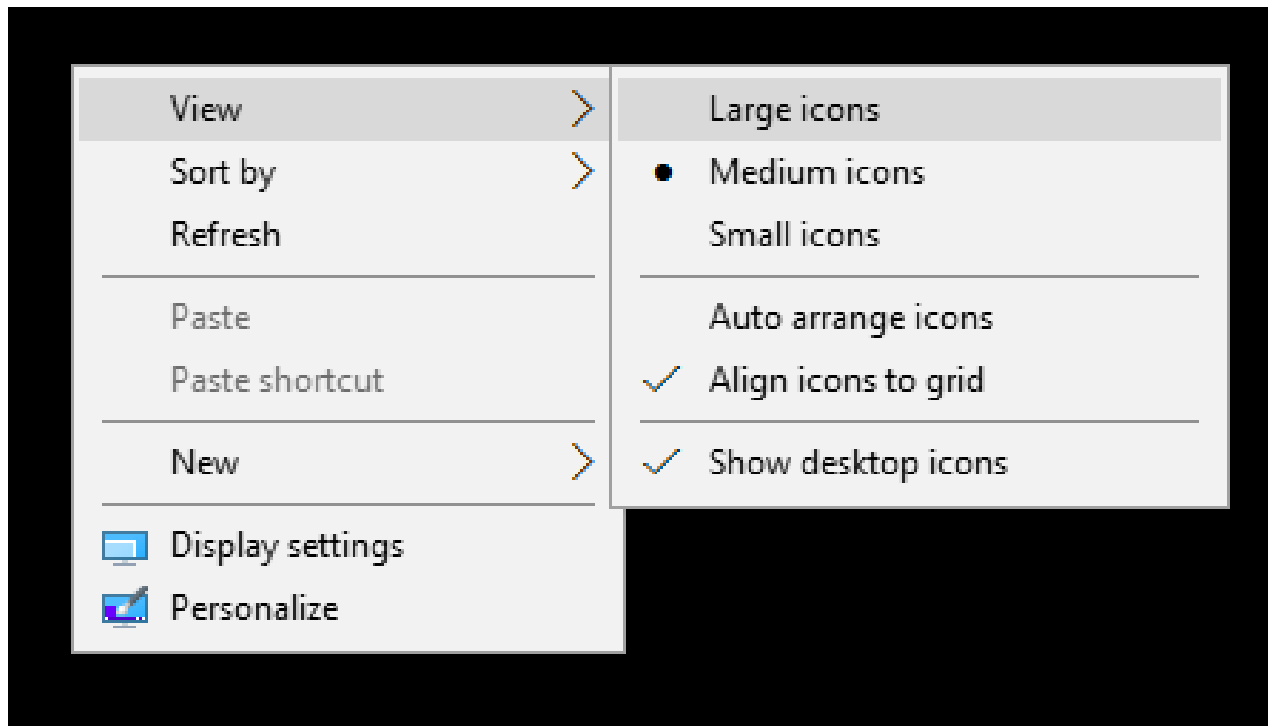 View
Sort by
Refresh
Paste
Paste shortcut
New
Display settings
Personalize
Large icons
Medium icons
Small icons
Auto arrange icons
Align icons to grid
Show desktop icons